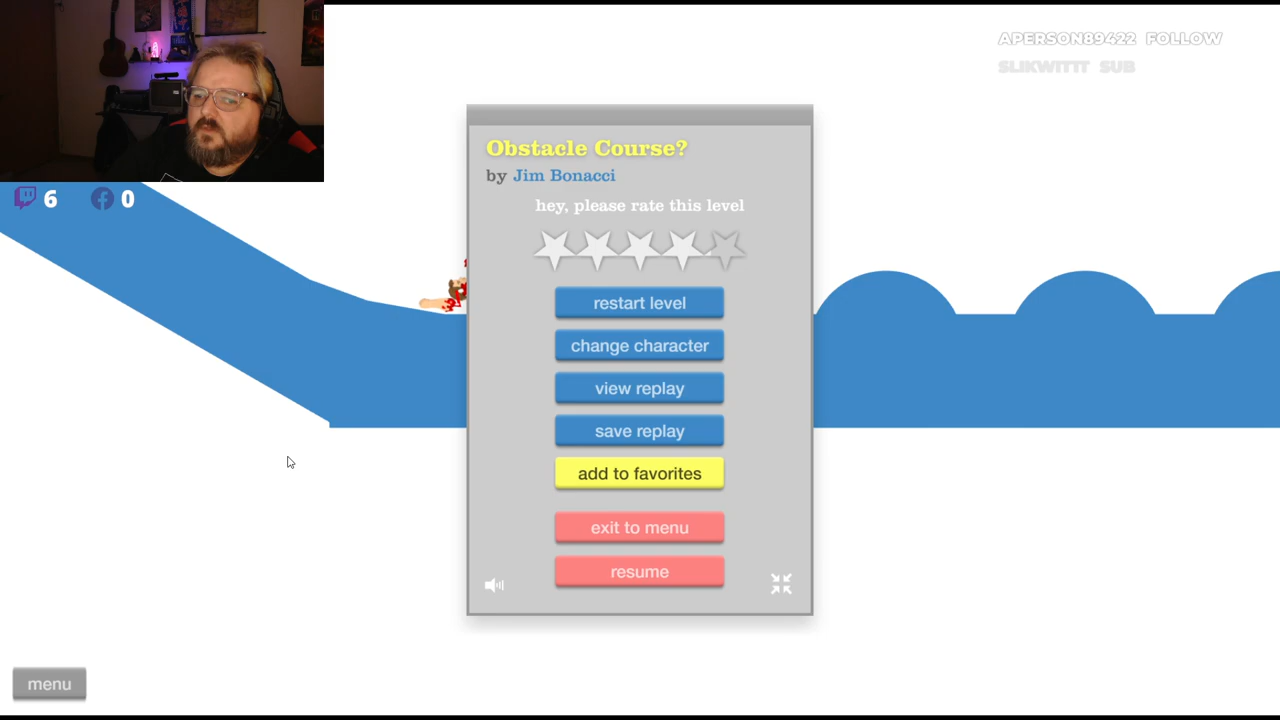 APERSON89422 FOLLOW
SLIKWITTT SUB
6
0
Obstacle Course?
by Jim Bonacci
hey, please rate this level
restart level
change character
view replay
save replay
add to favorites
exit to menu
resume
menu